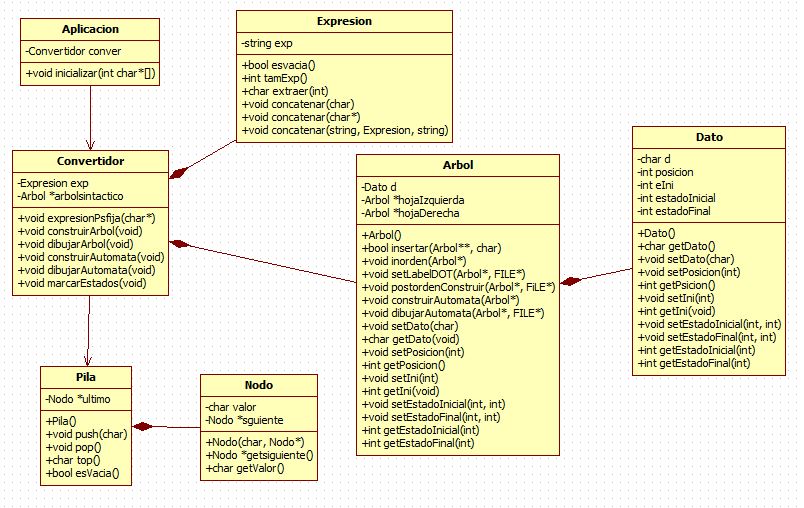 Aplicacion
-Convertidor conver
+void inicializar(int char*[])
Expresion
-string exp
+bool esvacia()
+int tamExp()
+char extraer(int)
+void concatenar(char)
+void concatenar(char*)
+void concatenar(string, Expresion, string)
Convertidor
-Expresion exp
-Arbol *arbolsintactico
+void expresionPsfija(char*)
+void construirArbol(void)
+void dibujarArbol(void)
+void construirAutomata(void)
+void dibujarAutomata(void)
+void marcarEstados(void)
Arbol
-Dato d
-Arbol *hojaIzquierda
-Arbol *hojaDerecha
+Arbol()
+bool insertar(Arbol**, char)
+void inorden(Arbol*)
+void setLabelDOT(Arbol*, FILE*)
+void postordenConstruir(Arbol*, FiLE*)
+void construirAutomata(Arbol*)
+void dibujarAutomata(Arbol*, FILE*)
+void setDato(char)
+char getDato(void)
+void setPosicion(int)
+int getPosicion()
+void setIni(int)
+int getIni(void)
+void setEstadoInicial(int, int)
+void setEstadoFinal(int, int)
+int getEstadoInicial(int)
+int getEstadoFinal(int)
Dato
-char d
-int posicion
-int eIni
-int estadoInicial
-int estadoFinal
+Dato()
+char getDato()
+void setDato(char)
+void setPosicion(int)
+int getPsicion()
+void setIni(int)
+int getIni(void)
+void setEstadoInicial(int, int)
+void setEstadoFinal(int, int)
+int getEstadoInicial(int)
+int getEstadoFinal(int)
Pila
-Nodo *ultimo
+Pila()
+void push(char)
+void pop()
+char top()
+bool esVacia()
Nodo
-char valor
-Nodo *sguiente
+Nodo(char, Nodo*)
+Nodo *getsiguiente()
+char getValor()